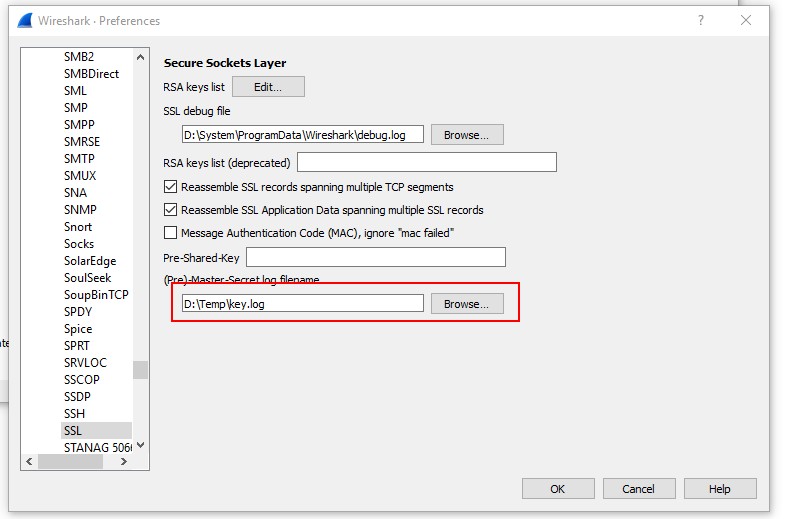 Wireshark · Preferences
?
SMB2
SMBDirect
SML
SMP
SMPP
SMRSE
SMTP
SMUX
SNA
SNMP
Snort
Socks
SolarEdge
SoulSeek
SoupBinTCP
SPDY
Spice
SPRT
SRVLOC
SSCOP
SSDP
SSH
SSL
STANAG 506
Secure Sockets Layer
RSA keys list Edit...
SSL debug file
D:\System\ProgramData\Wireshark\debug.log Browse...
RSA keys list (deprecated)
Reassemble SSL records spanning multiple TCP segments
Reassemble SSL Application Data spanning multiple SSL records
Message Authentication Code (MAC), ignore "mac failed"
Pre-Shared-Key
(Pre)-Master-Secret log filename
D:\Temp\key.log Browse...
OK Cancel Help